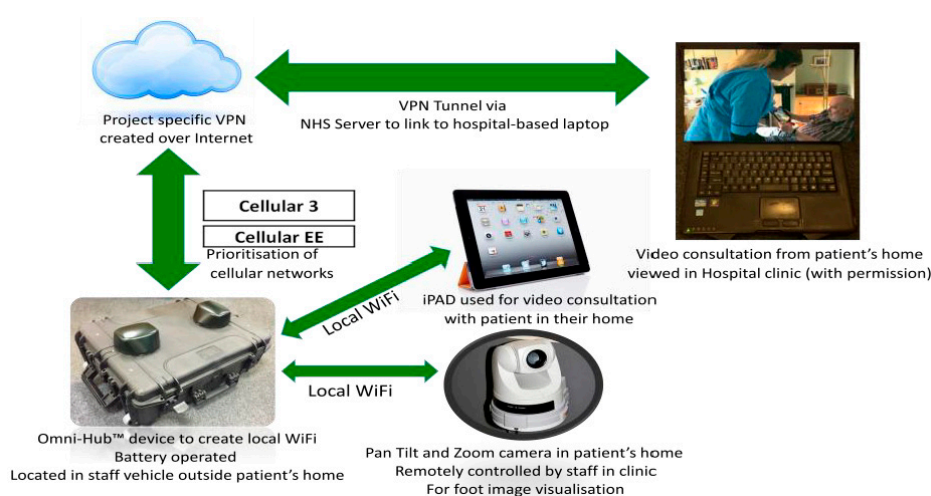 Project specific VPN
created over Internet
VPN Tunnel via
NHS Server to link to hospital-based laptop
Cellular 3
Cellular EE
Prioritisation of
cellular networks
Video consultation from patient's home
viewed in Hospital clinic (with permission)
Local WiFi
iPAD used for video consultation
with patient in their home
Local WiFi
Omni-Hub™ device to create local WiFi
Battery operated
Located in staff vehicle outside patient's home
Pan Tilt and Zoom camera in patient's home
Remotely controlled by staff in clinic
For foot image visualisation